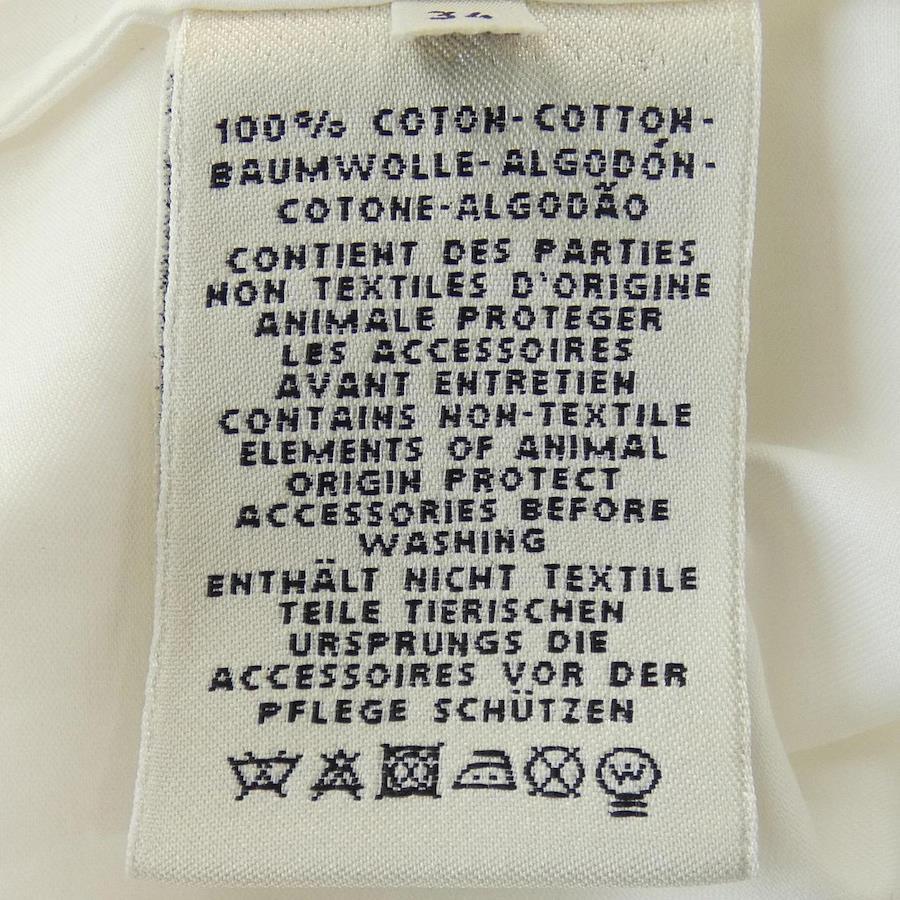 34
100% COTON-COTTON-
BAUMWOLLE-ALGODÓN-
COTONE-ALGODÃO
CONTIENT DES PARTIES
NON TEXTILES D'ORIGINE
ANIMALE PROTEGER
LES ACCESSOIRES
AVANT ENTRETIEN
CONTAINS NON-TEXTILE
ELEMENTS OF ANIMAL
ORIGIN PROTECT
ACCESSORIES BEFORE
WASHING
ENTHÄLT NICHT TEXTILE
TEILE TIERISCHEN
URSPRUNGS DIE
ACCESSOIRES VOR DER
PFLEGE SCHÜTZEN
W